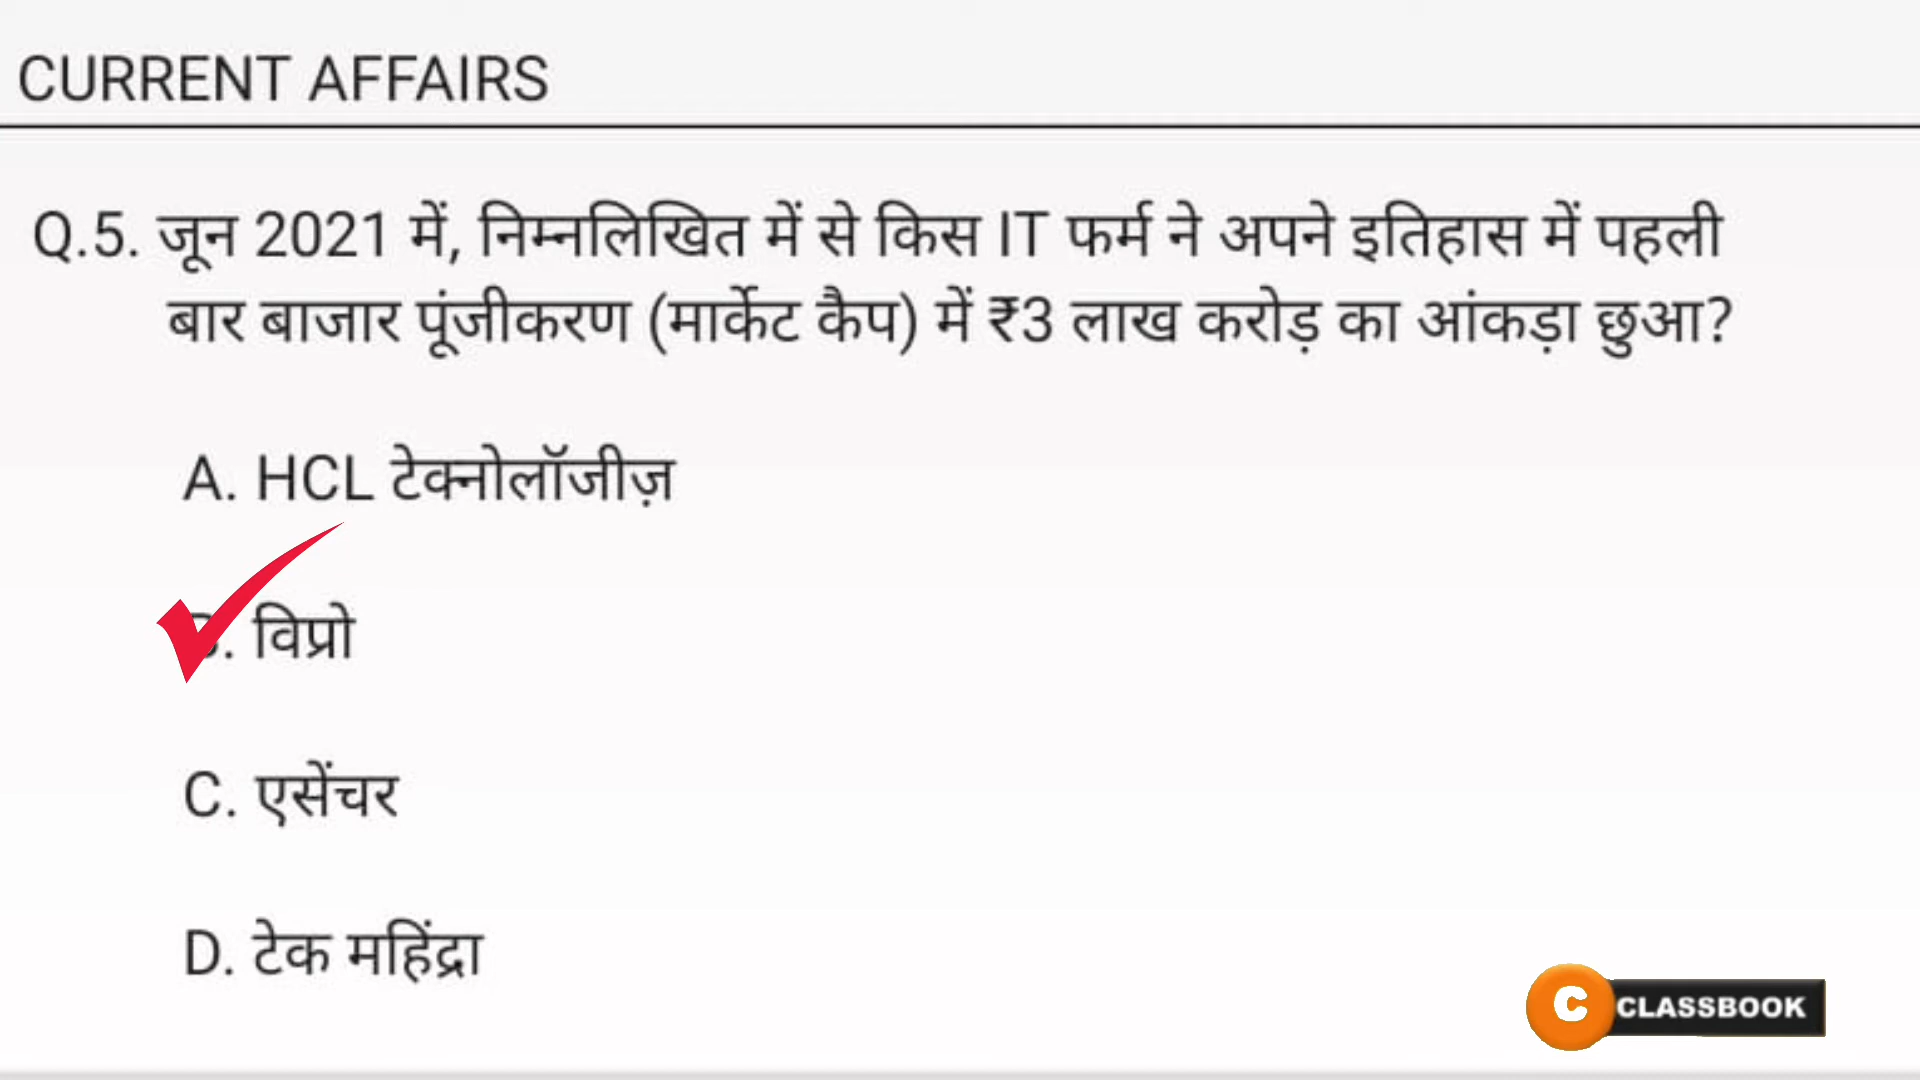 CURRENT AFFAIRS
Q.5. जून 2021 में, निम्नलिखित में से किस IT फर्म ने अपने इतिहास में पहली
बार बाजार पूंजीकरण (मार्केट कैप) में ₹3 लाख करोड़ का आंकड़ा छुआ?
A. HCL टेक्नोलॉजीज़
B. विप्रो
C. एसेंचर
D. टेक महिंद्रा
C CLASSBOOK